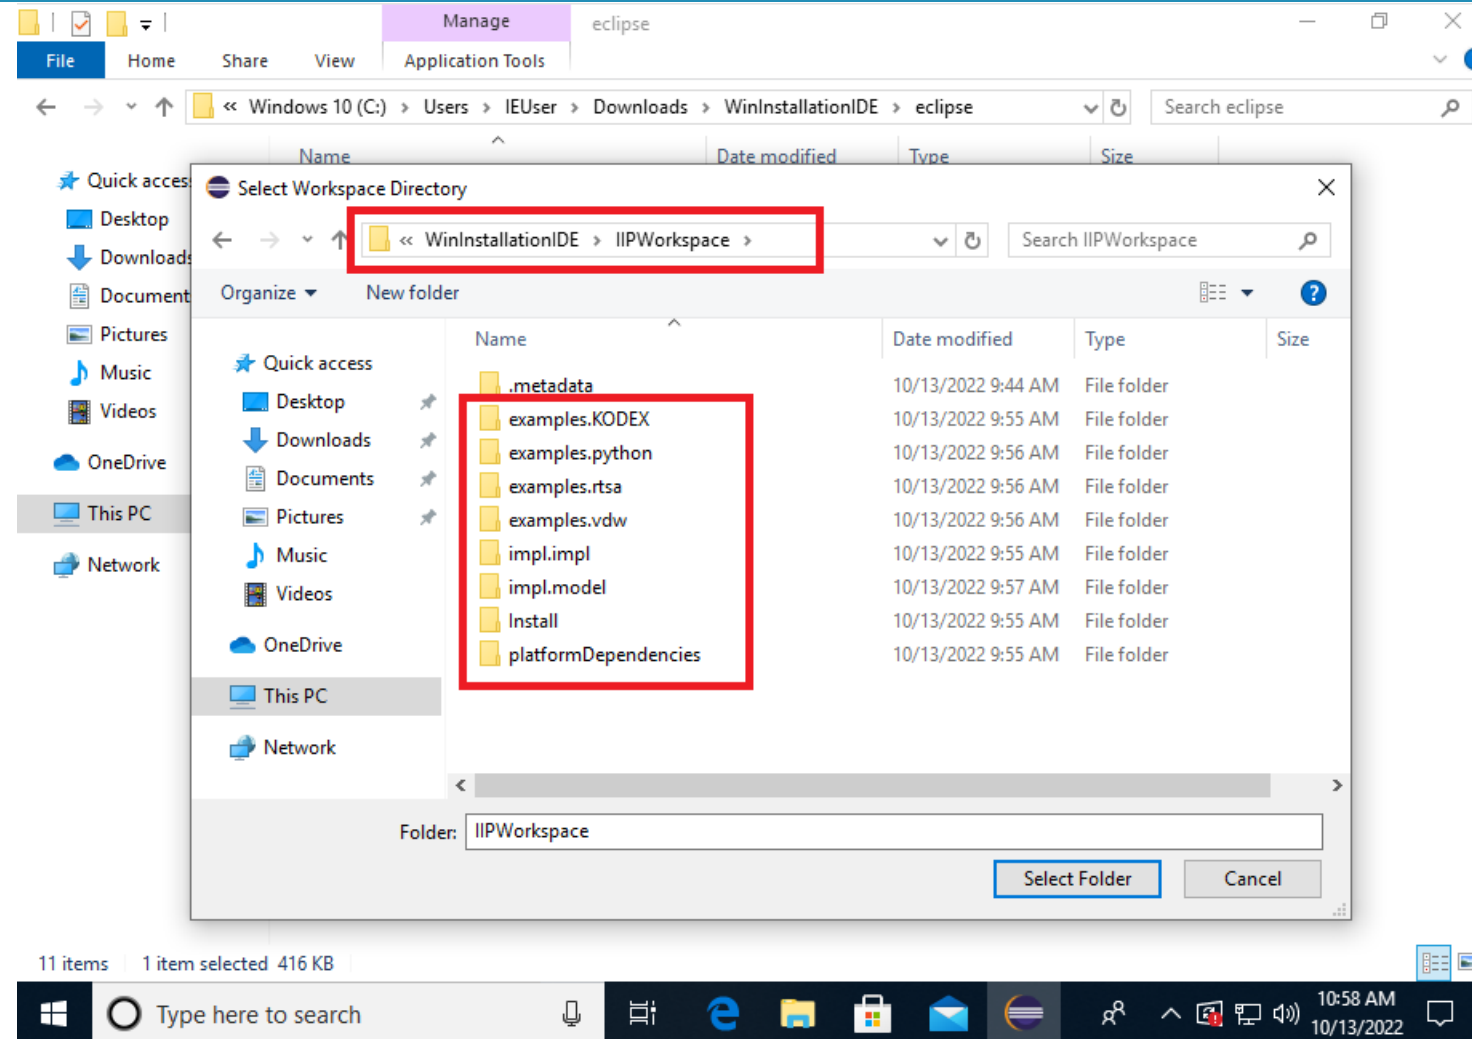 Manage
eclipse
File
Home
Share
View
Application Tools
« Windows 10 (C:) > Users > IEUser > Downloads > WinInstallationIDE > eclipse
Search eclipse
Name
Date modified
Type
Size
Quick access
Desktop
Downloads
Document
Pictures
Music
Videos
OneDrive
This PC
Network
Select Workspace Directory
« WinInstallationIDE > IIPWorkspace >
Search IIPWorkspace
Organize
New folder
?
Quick access
Desktop
Downloads
Documents
Pictures
Music
Videos
OneDrive
This PC
Network
Name Date modified Type Size
.metadata 10/13/2022 9:44 AM File folder
examples.KODEX 10/13/2022 9:55 AM File folder
examples.python 10/13/2022 9:56 AM File folder
examples.rtsa 10/13/2022 9:56 AM File folder
examples.vdw 10/13/2022 9:56 AM File folder
impl.impl 10/13/2022 9:55 AM File folder
impl.model 10/13/2022 9:57 AM File folder
Install 10/13/2022 9:55 AM File folder
platformDependencies 10/13/2022 9:55 AM File folder
Folder: IIPWorkspace
Select Folder
Cancel
11 items 1 item selected 416 KB
Type here to search
10:58 AM
10/13/2022